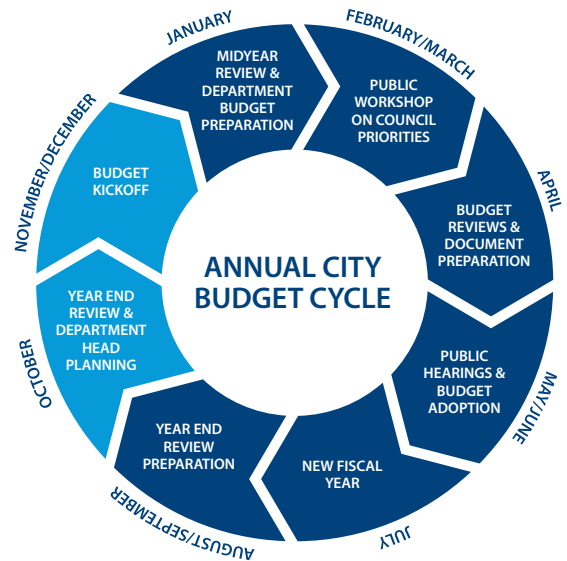 JANUARY
MIDYEAR
REVIEW &
DEPARTMENT
BUDGET
PREPARATION
FEBRUARY/MARCH
PUBLIC
WORKSHOP
ON COUNCIL
PRIORITIES
APRIL
BUDGET
REVIEWS &
DOCUMENT
PREPARATION
MAY/JUNE
PUBLIC
HEARINGS &
BUDGET
ADOPTION
JULY
NEW FISCAL
YEAR
AUGUST/SEPTEMBER
YEAR END
REVIEW
PREPARATION
OCTOBER
YEAR END
REVIEW &
DEPARTMENT
HEAD
PLANNING
NOVEMBER/DECEMBER
BUDGET
KICKOFF
ANNUAL CITY
BUDGET CYCLE